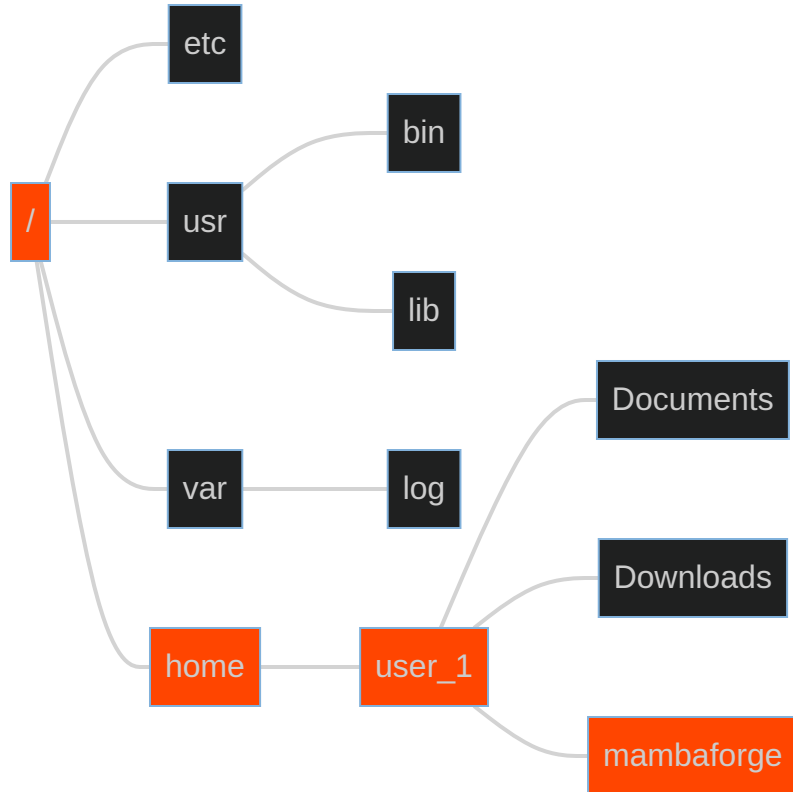 etc
bin
/
usr
lib
Documents
var
log
Downloads
home
user_1
mambaforge